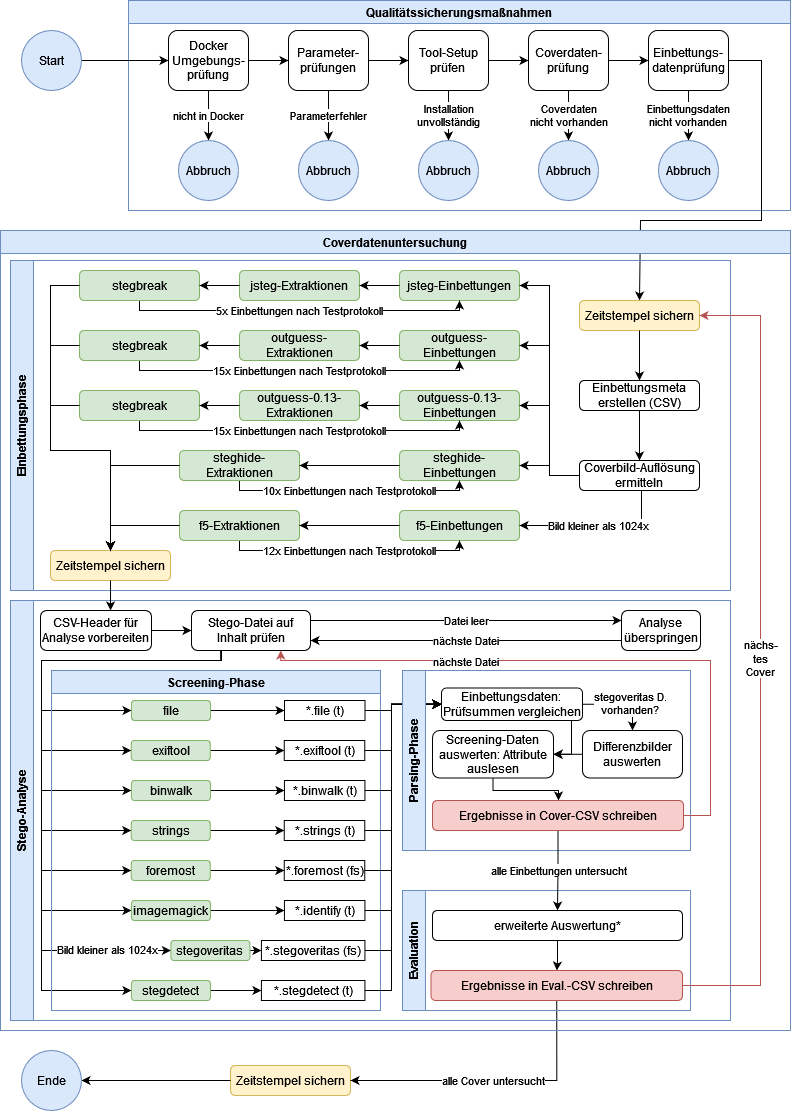 Qualitätssicherungsmaßnahmen
Start
Docker
Umgebungs-
prüfung
Parameter-
prüfungen
Tool-Setup
prüfen
Coverdaten-
prüfung
Einbettungs-
datenprüfung
nicht in Docker
Parameterfehler
Installation
unvollständig
Coverdaten
nicht vorhanden
Einbettungsdaten
nicht vorhanden
Abbruch
Abbruch
Abbruch
Abbruch
Abbruch
Coverdatenuntersuchung
Einbettungsphase
stegbreak
jsteg-Extraktionen
jsteg-Einbettungen
5x Einbettungen nach Testprotokoll
Zeitstempel sichern
stegbreak
outguess-
Extraktionen
outguess-
Einbettungen
15x Einbettungen nach Testprotokoll
Einbettungsmeta
erstellen (CSV)
stegbreak
outguess-0.13-
Extraktionen
outguess-0.13-
Einbettungen
15x Einbettungen nach Testprotokoll
steghide-
Extraktionen
steghide-
Einbettungen
10x Einbettungen nach Testprotokoll
Coverbild-Auflösung
ermitteln
f5-Extraktionen
f5-Einbettungen
Bild kleiner als 1024x
12x Einbettungen nach Testprotokoll
Zeitstempel sichern
Stego-Analyse
CSV-Header für
Analyse vorbereiten
Stego-Datei auf
Inhalt prüfen
Datei leer
nächste Datei
Analyse
überspringen
nächste Datei
nächs-
tes
Cover
Screening-Phase
file
*.file (t)
exiftool
*.exiftool (t)
binwalk
*.binwalk (t)
strings
*.strings (t)
foremost
*.foremost (fs)
imagemagick
*.identify (t)
Bild kleiner als 1024x
stegoveritas
*.stegoveritas (fs)
stegdetect
*.stegdetect (t)
Parsing-Phase
Einbettungsdaten:
Prüfsummen vergleichen
stegoveritas D.
vorhanden?
Screening-Daten
auswerten: Attribute
auslesen
Differenzbilder
auswerten
Ergebnisse in Cover-CSV schreiben
alle Einbettungen untersucht
Evaluation
erweiterte Auswertung*
Ergebnisse in Eval.-CSV schreiben
alle Cover untersucht
Zeitstempel sichern
Ende